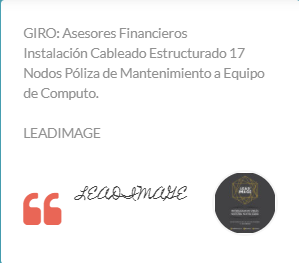 GIRO: Asesores Financieros
Instalación Cableado Estructurado 17
Nodos Póliza de Mantenimiento a Equipo
de Computo.
LEADIMAGE
LEADIMAGE